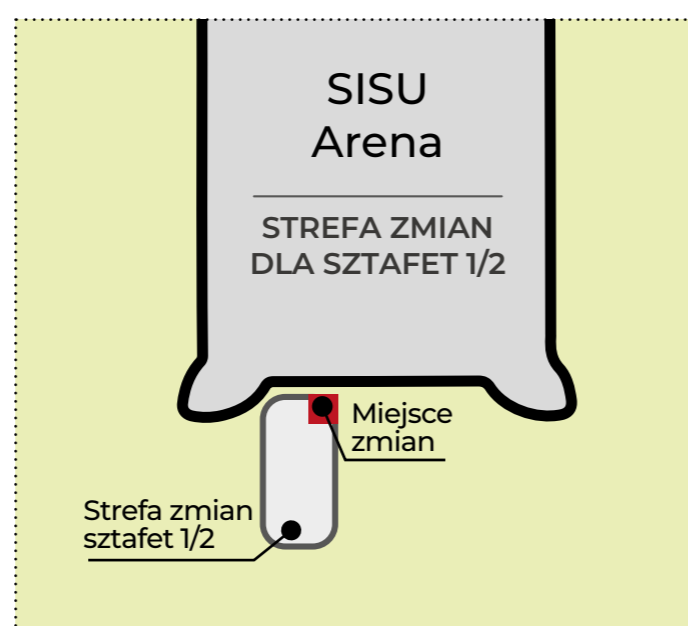 SISU
Arena
STREFA ZMIAN
DLA SZTAFET 1/2
Miejsce
zmian
Strefa zmian
sztafet 1/2